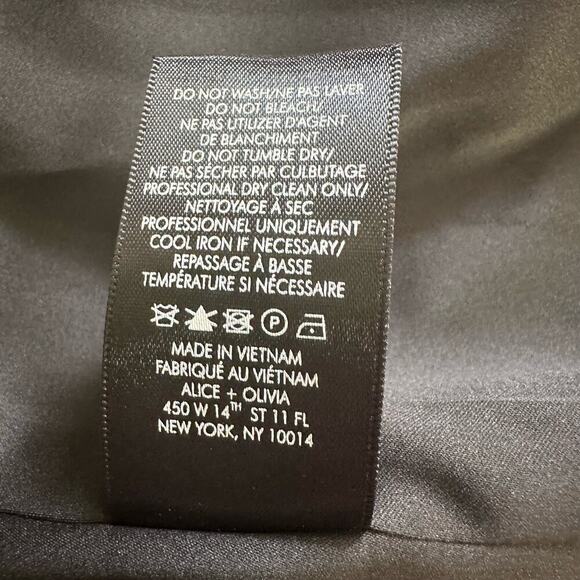 DO NOT WASH/NE PAS LAVER
DO NOT BLEACH/
NE PAS UTILIZER D'AGENT
DE BLANCHIMENT
DO NOT TUMBLE DRY/
NE PAS SÉCHER PAR CULBUTAGE
PROFESSIONAL DRY CLEAN ONLY/
NETTOYAGE À SEC
PROFESSIONNEL UNIQUEMENT
COOL IRON IF NECESSARY/
REPASSAGE À BASSE
TEMPÉRATURE SI NÉCESSAIRE
P
MADE IN VIETNAM
FABRIQUÉ AU VIÉTNAM
ALICE + OLIVIA
450 W 14TH ST 11 FL
NEW YORK, NY 10014